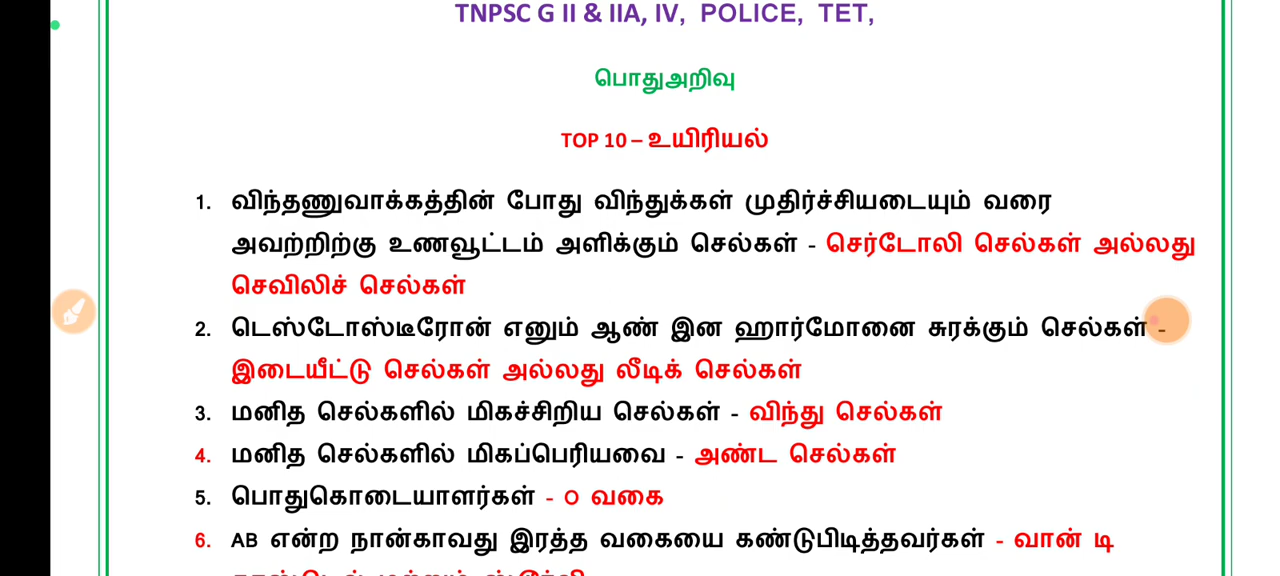 TNPSC G II & IIA, IV, POLICE, TET,
பொதுஅறிவு
TOP 10 – உயிரியல்
1. விந்தணுவாக்கத்தின் போது விந்துக்கள் முதிர்ச்சியடையும் வரை
அவற்றிற்கு உணவூட்டம் அளிக்கும் செல்கள் - செர்டோலி செல்கள் அல்லது
செவிலிச் செல்கள்
2. டெஸ்டோஸ்டீரோன் எனும் ஆண் இன ஹார்மோனை சுரக்கும் செல்கள் -
இடையீட்டு செல்கள் அல்லது லீடிக் செல்கள்
3. மனித செல்களில் மிகச்சிறிய செல்கள் - விந்து செல்கள்
4. மனித செல்களில் மிகப்பெரியவை - அண்ட செல்கள்
5. பொதுகொடையாளர்கள் - O வகை
6. AB என்ற நான்காவது இரத்த வகையை கண்டுபிடித்தவர்கள் - வான் டி